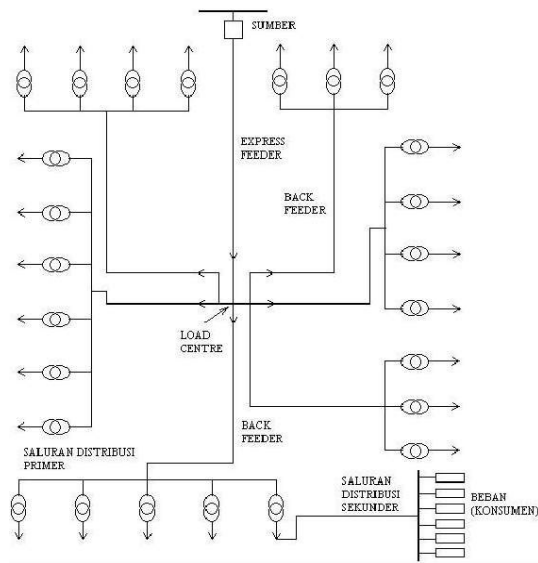 SUMBER
EXPRESS
FEEDER
BACK
FEEDER
LOAD
CENTRE
BACK
FEEDER
SALURAN DISTRIBUSI
PRIMER
SALURAN
DISTRIBUSI
SEKUNDER
BEBAN
(KONSUMEN)